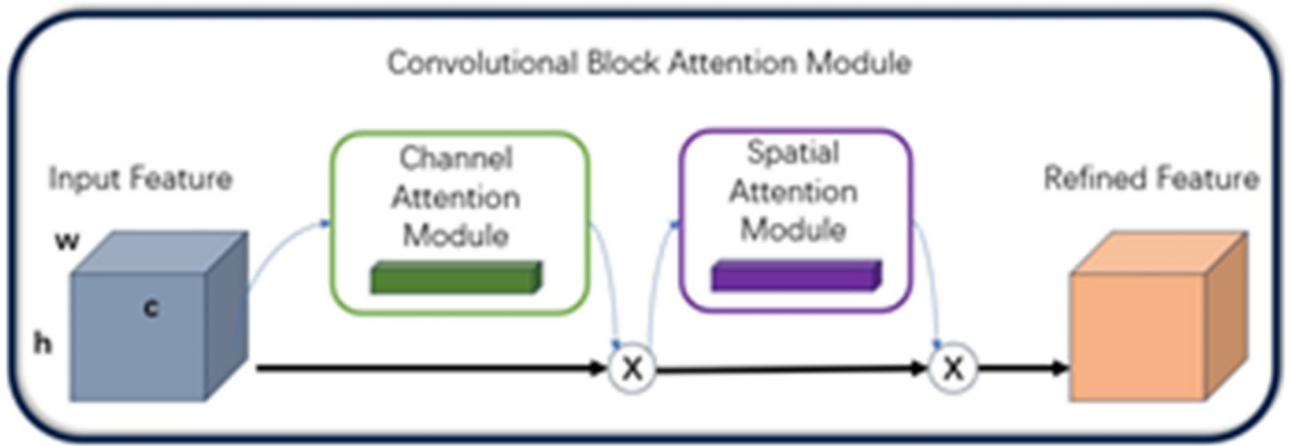 Convolutional Block Attention Module
Input Feature
w
c
h
Channel
Attention
Module
X
Spatial
Attention
Module
X
Refined Feature